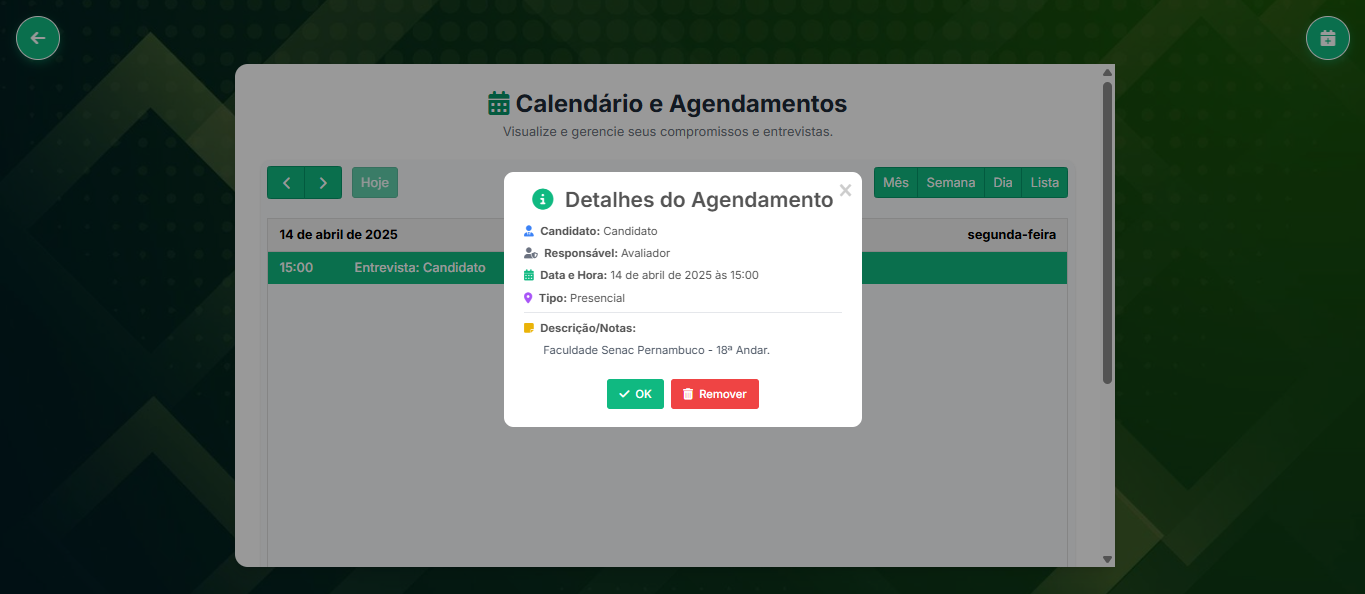 Calendário e Agendamentos
Visualize e gerencie seus compromissos e entrevistas.
Hoje
Mês Semana Dia Lista
14 de abril de 2025 segunda-feira
15:00 Entrevista: Candidato
Detalhes do Agendamento
Candidato: Candidato
Responsável: Avaliador
Data e Hora: 14 de abril de 2025 às 15:00
Tipo: Presencial
Descrição/Notas:
Faculdade Senac Pernambuco - 18ª Andar.
OK Remover